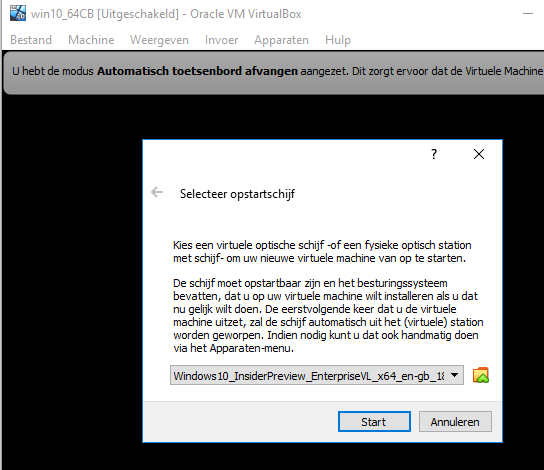 win10_64CB [Uitgeschakeld] - Oracle VM VirtualBox
Bestand Machine Weergeven Invoer Apparaten Hulp
U hebt de modus Automatisch toetsenbord afvangen aangezet. Dit zorgt ervoor dat de Virtuele Machine
?
Selecteer opstartschijf
Kies een virtuele optische schijf -of een fysieke optisch station
met schijf- om uw nieuwe virtuele machine van op te starten.
De schijf moet opstartbaar zijn en het besturingssysteem
bevatten, dat u op uw virtuele machine wilt installeren als u dat
nu gelijk wilt doen. De eerstvolgende keer dat u de virtuele
machine uitzet, zal de schijf automatisch uit het (virtuele) station
worden geworpen. Indien nodig kunt u dat ook handmatig doen
via het Apparaten-menu.
Windows10_InsiderPreview_EnterpriseVL_x64_en-gb_18
Start Annuleren